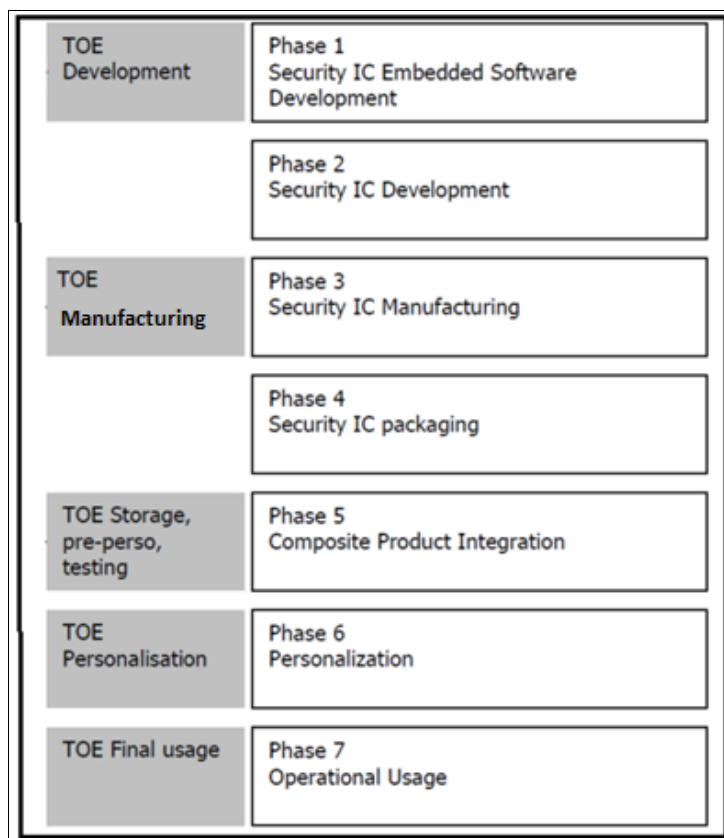 TOE
Development
Phase 1
Security IC Embedded Software
Development
Phase 2
Security IC Development
TOE
Manufacturing
Phase 3
Security IC Manufacturing
Phase 4
Security IC packaging
TOE Storage,
pre-perso,
testing
Phase 5
Composite Product Integration
TOE
Personalisation
Phase 6
Personalization
TOE Final usage
Phase 7
Operational Usage